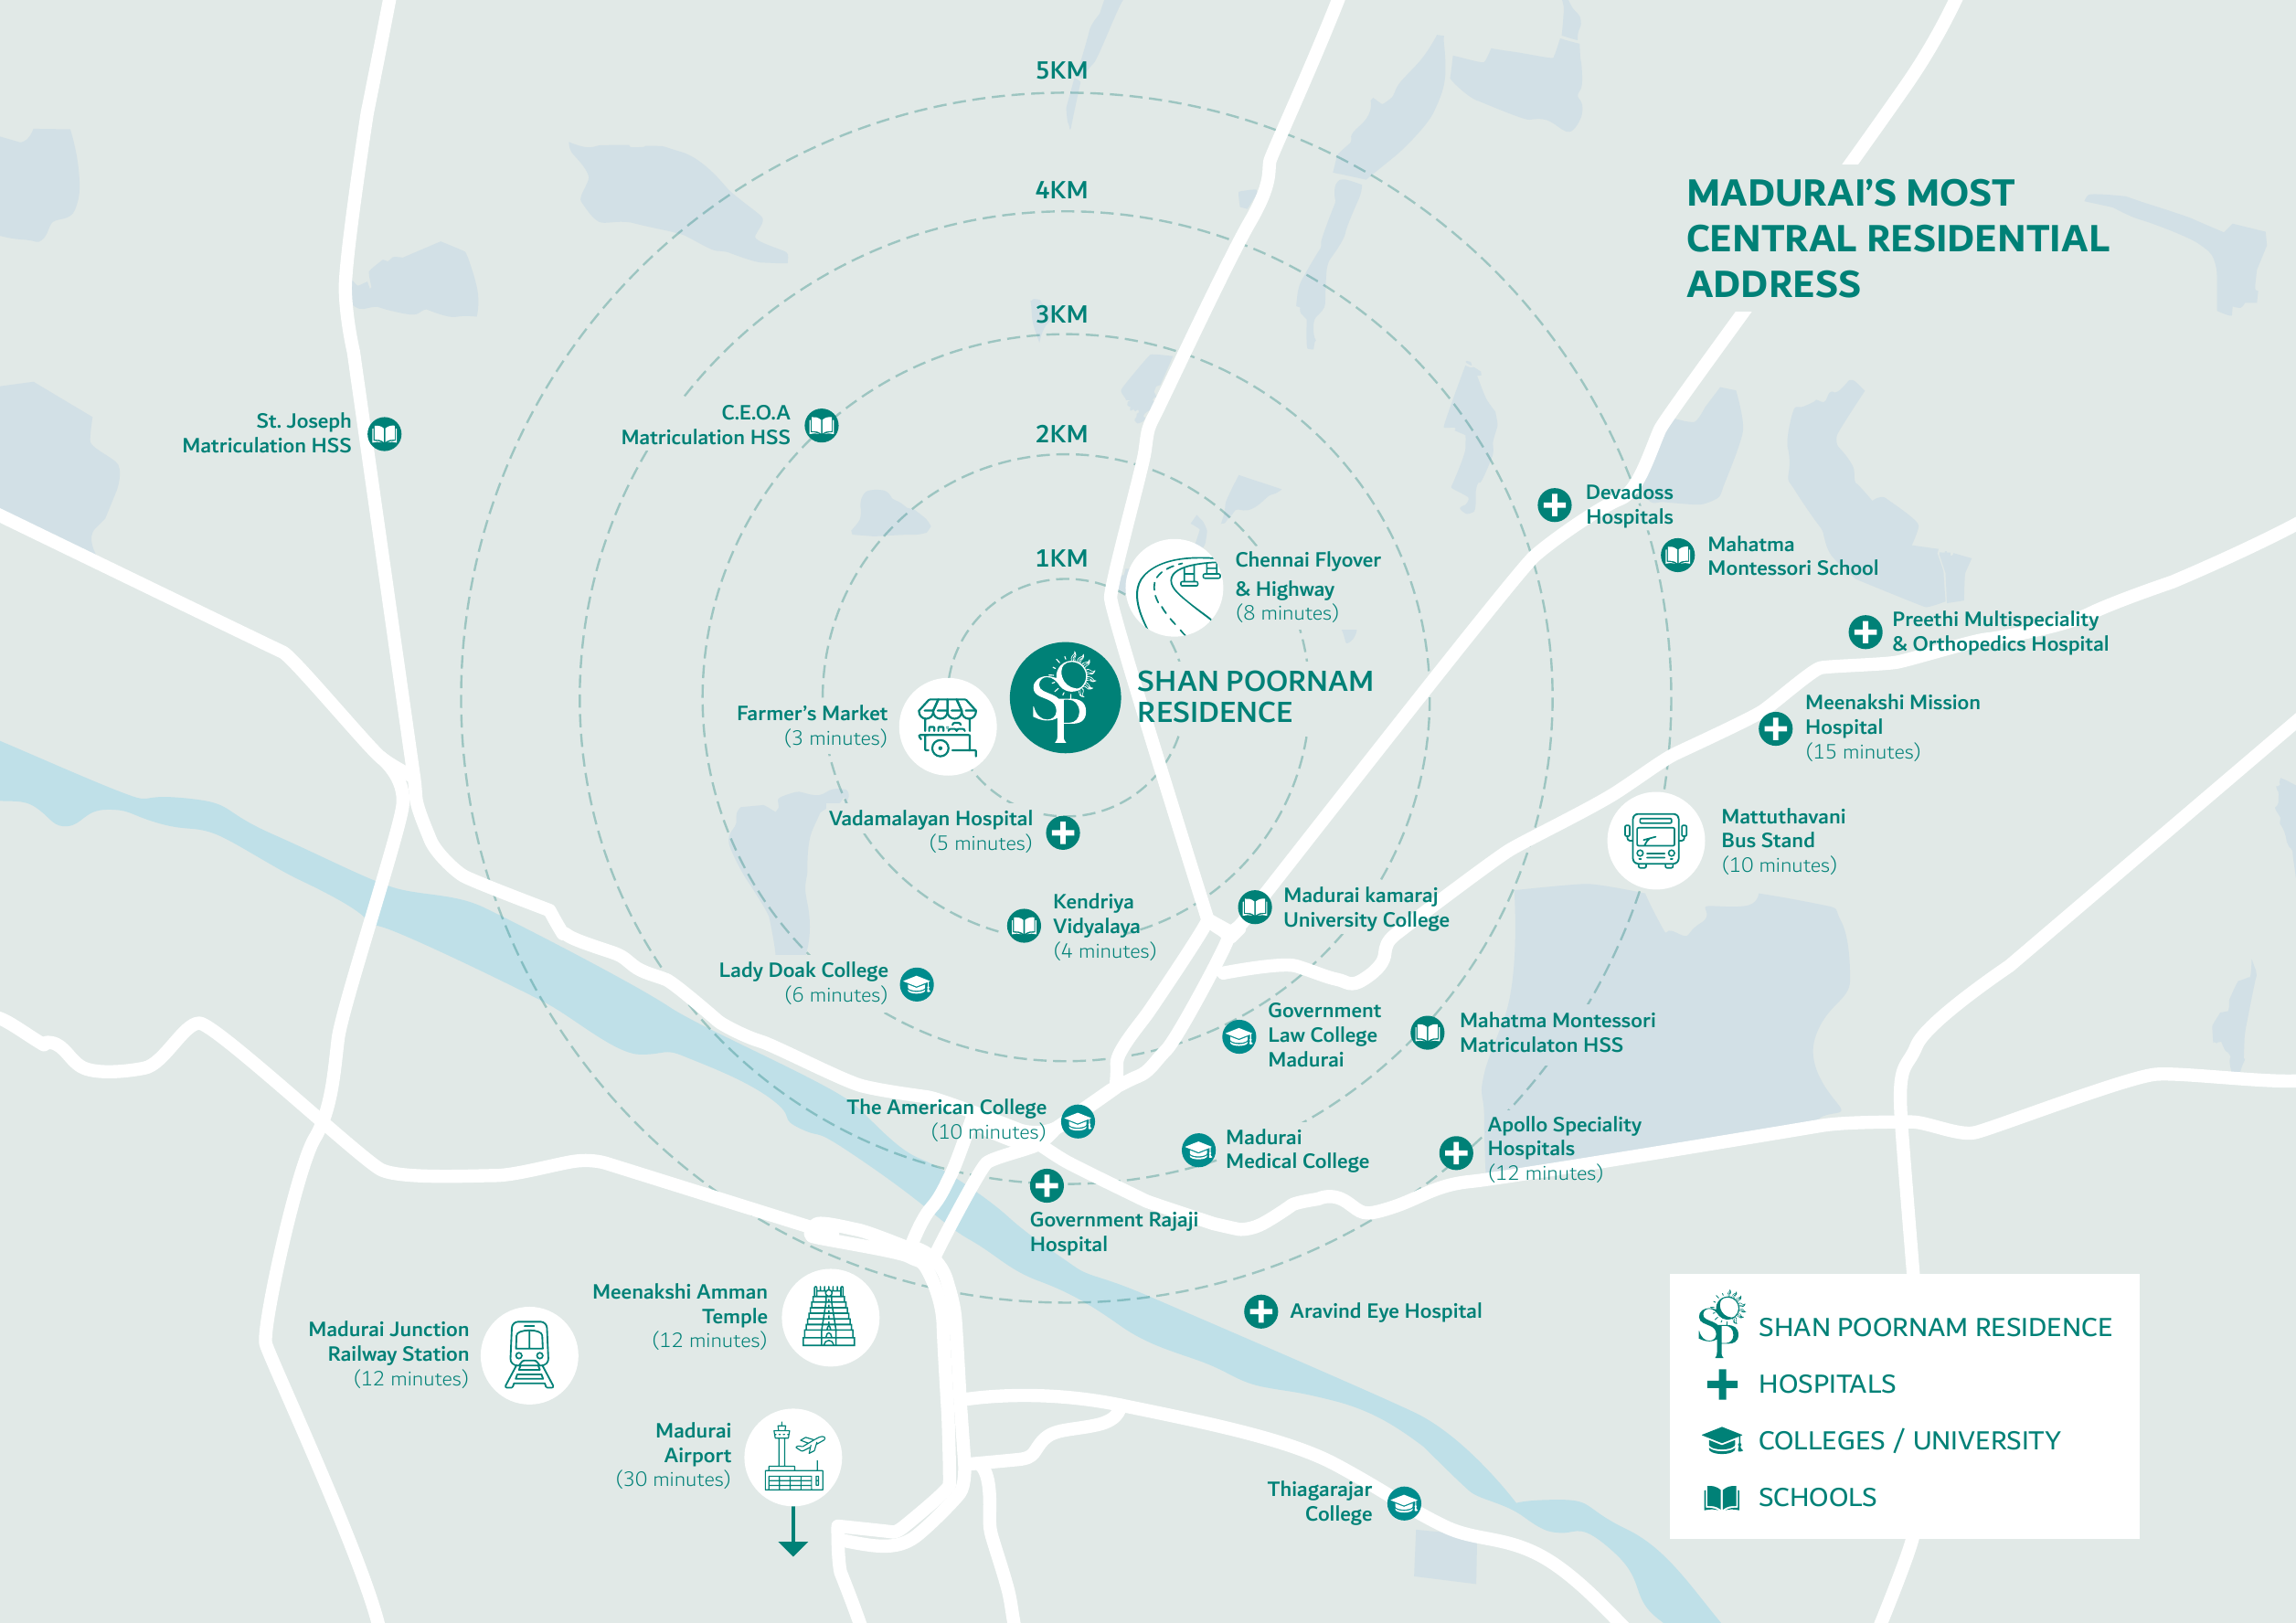 5KM
4KM
3KM
2KM
1KM
MADURAI’S MOST
CENTRAL RESIDENTIAL
ADDRESS
St. Joseph
Matriculation HSS
C.E.O.A
Matriculation HSS
Devadoss
Hospitals
Mahatma
Montessori School
Chennai Flyover
& Highway
(8 minutes)
Preethi Multispeciality
& Orthopedics Hospital
SP
SHAN POORNAM
RESIDENCE
Farmer’s Market
(3 minutes)
Meenakshi Mission
Hospital
(15 minutes)
Vadamalayan Hospital
(5 minutes)
Mattuthavani
Bus Stand
(10 minutes)
Kendriya
Vidyalaya
(4 minutes)
Madurai kamaraj
University College
Lady Doak College
(6 minutes)
Government
Law College
Madurai
Mahatma Montessori
Matriculaton HSS
The American College
(10 minutes)
Madurai
Medical College
Apollo Speciality
Hospitals
(12 minutes)
Government Rajaji
Hospital
Meenakshi Amman
Temple
(12 minutes)
Aravind Eye Hospital
Madurai Junction
Railway Station
(12 minutes)
Madurai
Airport
(30 minutes)
Thiagarajar
College
SP
SHAN POORNAM RESIDENCE
HOSPITALS
COLLEGES / UNIVERSITY
SCHOOLS